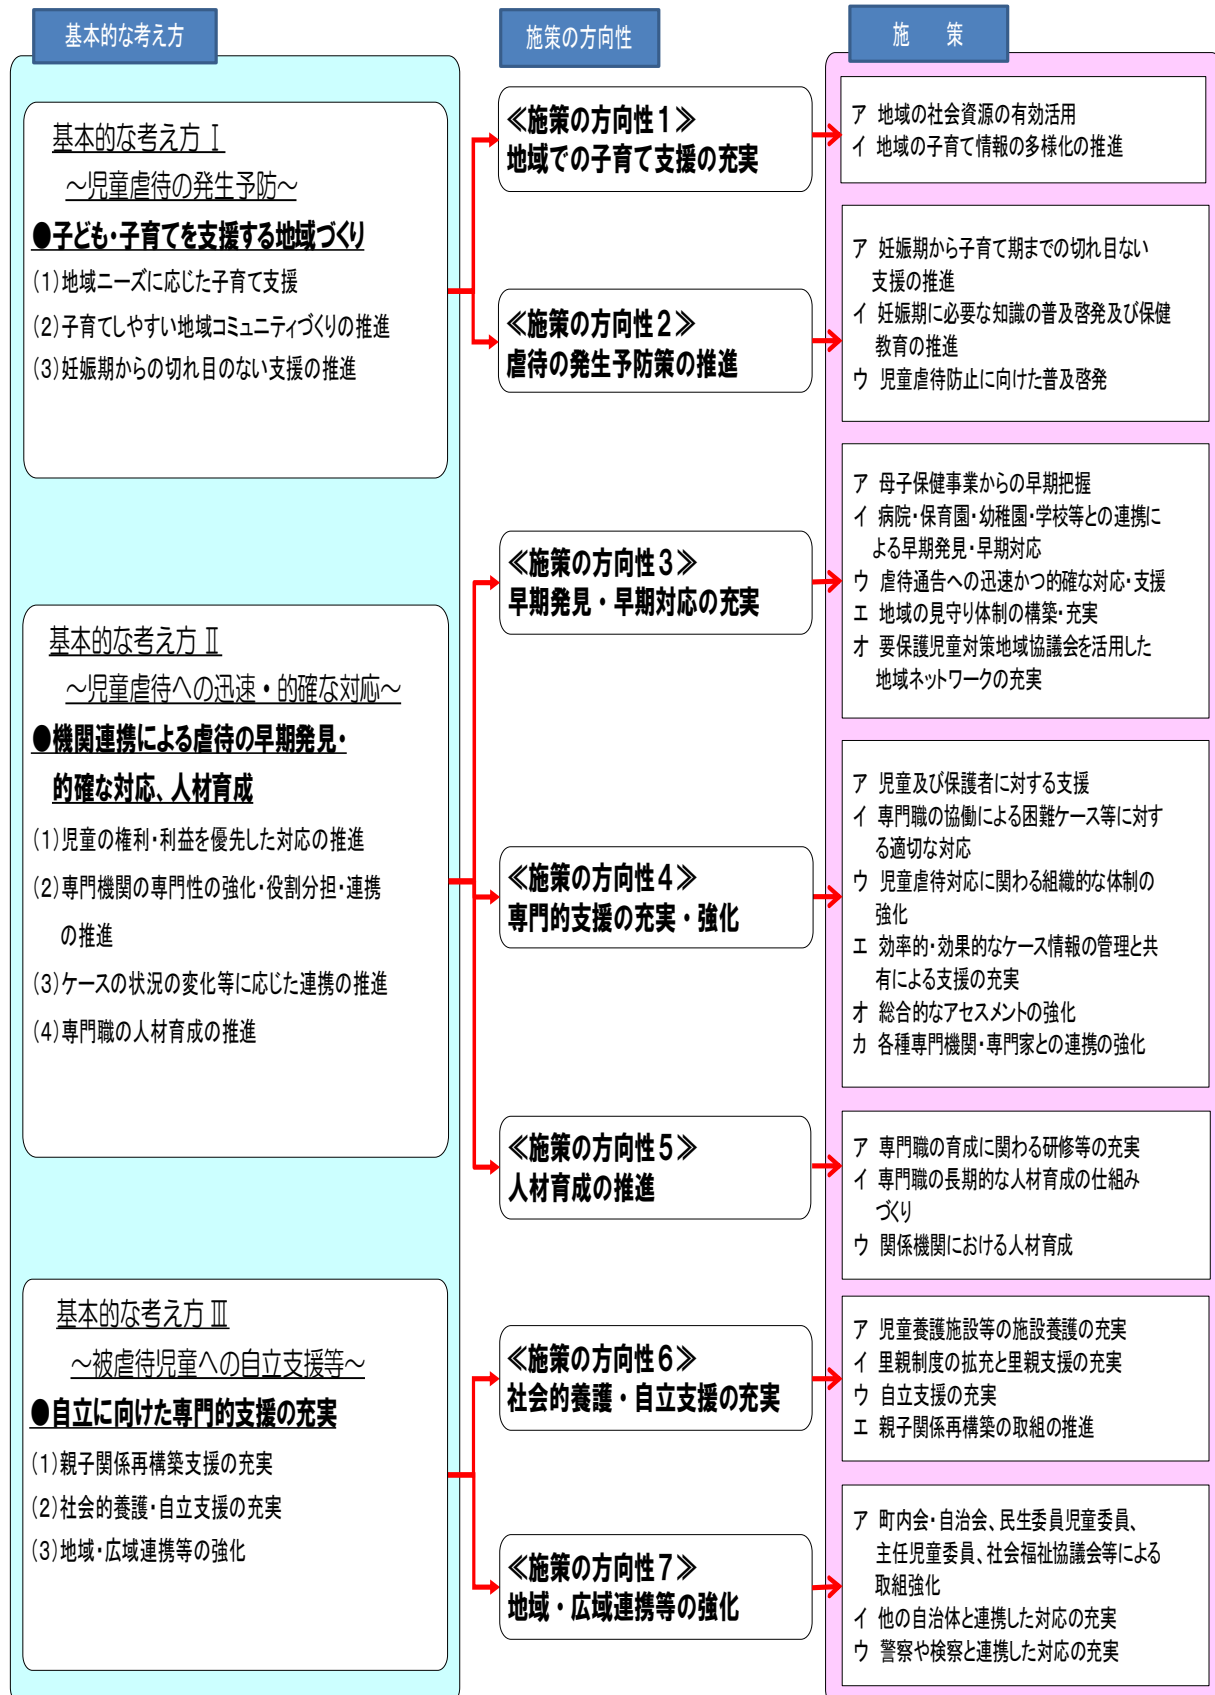 基本的な考え方
施策の方向性
施　策
基本的な考え方 Ⅰ
～児童虐待の発生予防～
●子ども・子育てを支援する地域づくり
(1)地域ニーズに応じた子育て支援
(2)子育てしやすい地域コミュニティづくりの推進
(3)妊娠期からの切れ目のない支援の推進
基本的な考え方 Ⅱ
～児童虐待への迅速・的確な対応～
●機関連携による虐待の早期発見・
的確な対応、人材育成
(1)児童の権利・利益を優先した対応の推進
(2)専門機関の専門性の強化・役割分担・連携
の推進
(3)ケースの状況の変化等に応じた連携の推進
(4)専門職の人材育成の推進
基本的な考え方 Ⅲ
～被虐待児童への自立支援等～
●自立に向けた専門的支援の充実
(1)親子関係再構築支援の充実
(2)社会的養護・自立支援の充実
(3)地域・広域連携等の強化
≪施策の方向性１≫
地域での子育て支援の充実
≪施策の方向性２≫
虐待の発生予防策の推進
≪施策の方向性３≫
早期発見・早期対応の充実
≪施策の方向性４≫
専門的支援の充実・強化
≪施策の方向性５≫
人材育成の推進
≪施策の方向性６≫
社会的養護・自立支援の充実
≪施策の方向性７≫
地域・広域連携等の強化
ア 地域の社会資源の有効活用
イ 地域の子育て情報の多様化の推進
ア 妊娠期から子育て期までの切れ目ない
支援の推進
イ 妊娠期に必要な知識の普及啓発及び保健
教育の推進
ウ 児童虐待防止に向けた普及啓発
ア 母子保健事業からの早期把握
イ 病院・保育園・幼稚園・学校等との連携に
よる早期発見・早期対応
ウ 虐待通告への迅速かつ的確な対応・支援
エ 地域の見守り体制の構築・充実
オ 要保護児童対策地域協議会を活用した
地域ネットワークの充実
ア 児童及び保護者に対する支援
イ 専門職の協働による困難ケース等に対す
る適切な対応
ウ 児童虐待対応に関わる組織的な体制の
強化
エ 効率的・効果的なケース情報の管理と共
有による支援の充実
オ 総合的なアセスメントの強化
カ 各種専門機関・専門家との連携の強化
ア 専門職の育成に関わる研修等の充実
イ 専門職の長期的な人材育成の仕組み
づくり
ウ 関係機関における人材育成
ア 児童養護施設等の施設養護の充実
イ 里親制度の拡充と里親支援の充実
ウ 自立支援の充実
エ 親子関係再構築の取組の推進
ア 町内会・自治会、民生委員児童委員、
主任児童委員、社会福祉協議会等による
取組強化
イ 他の自治体と連携した対応の充実
ウ 警察や検察と連携した対応の充実